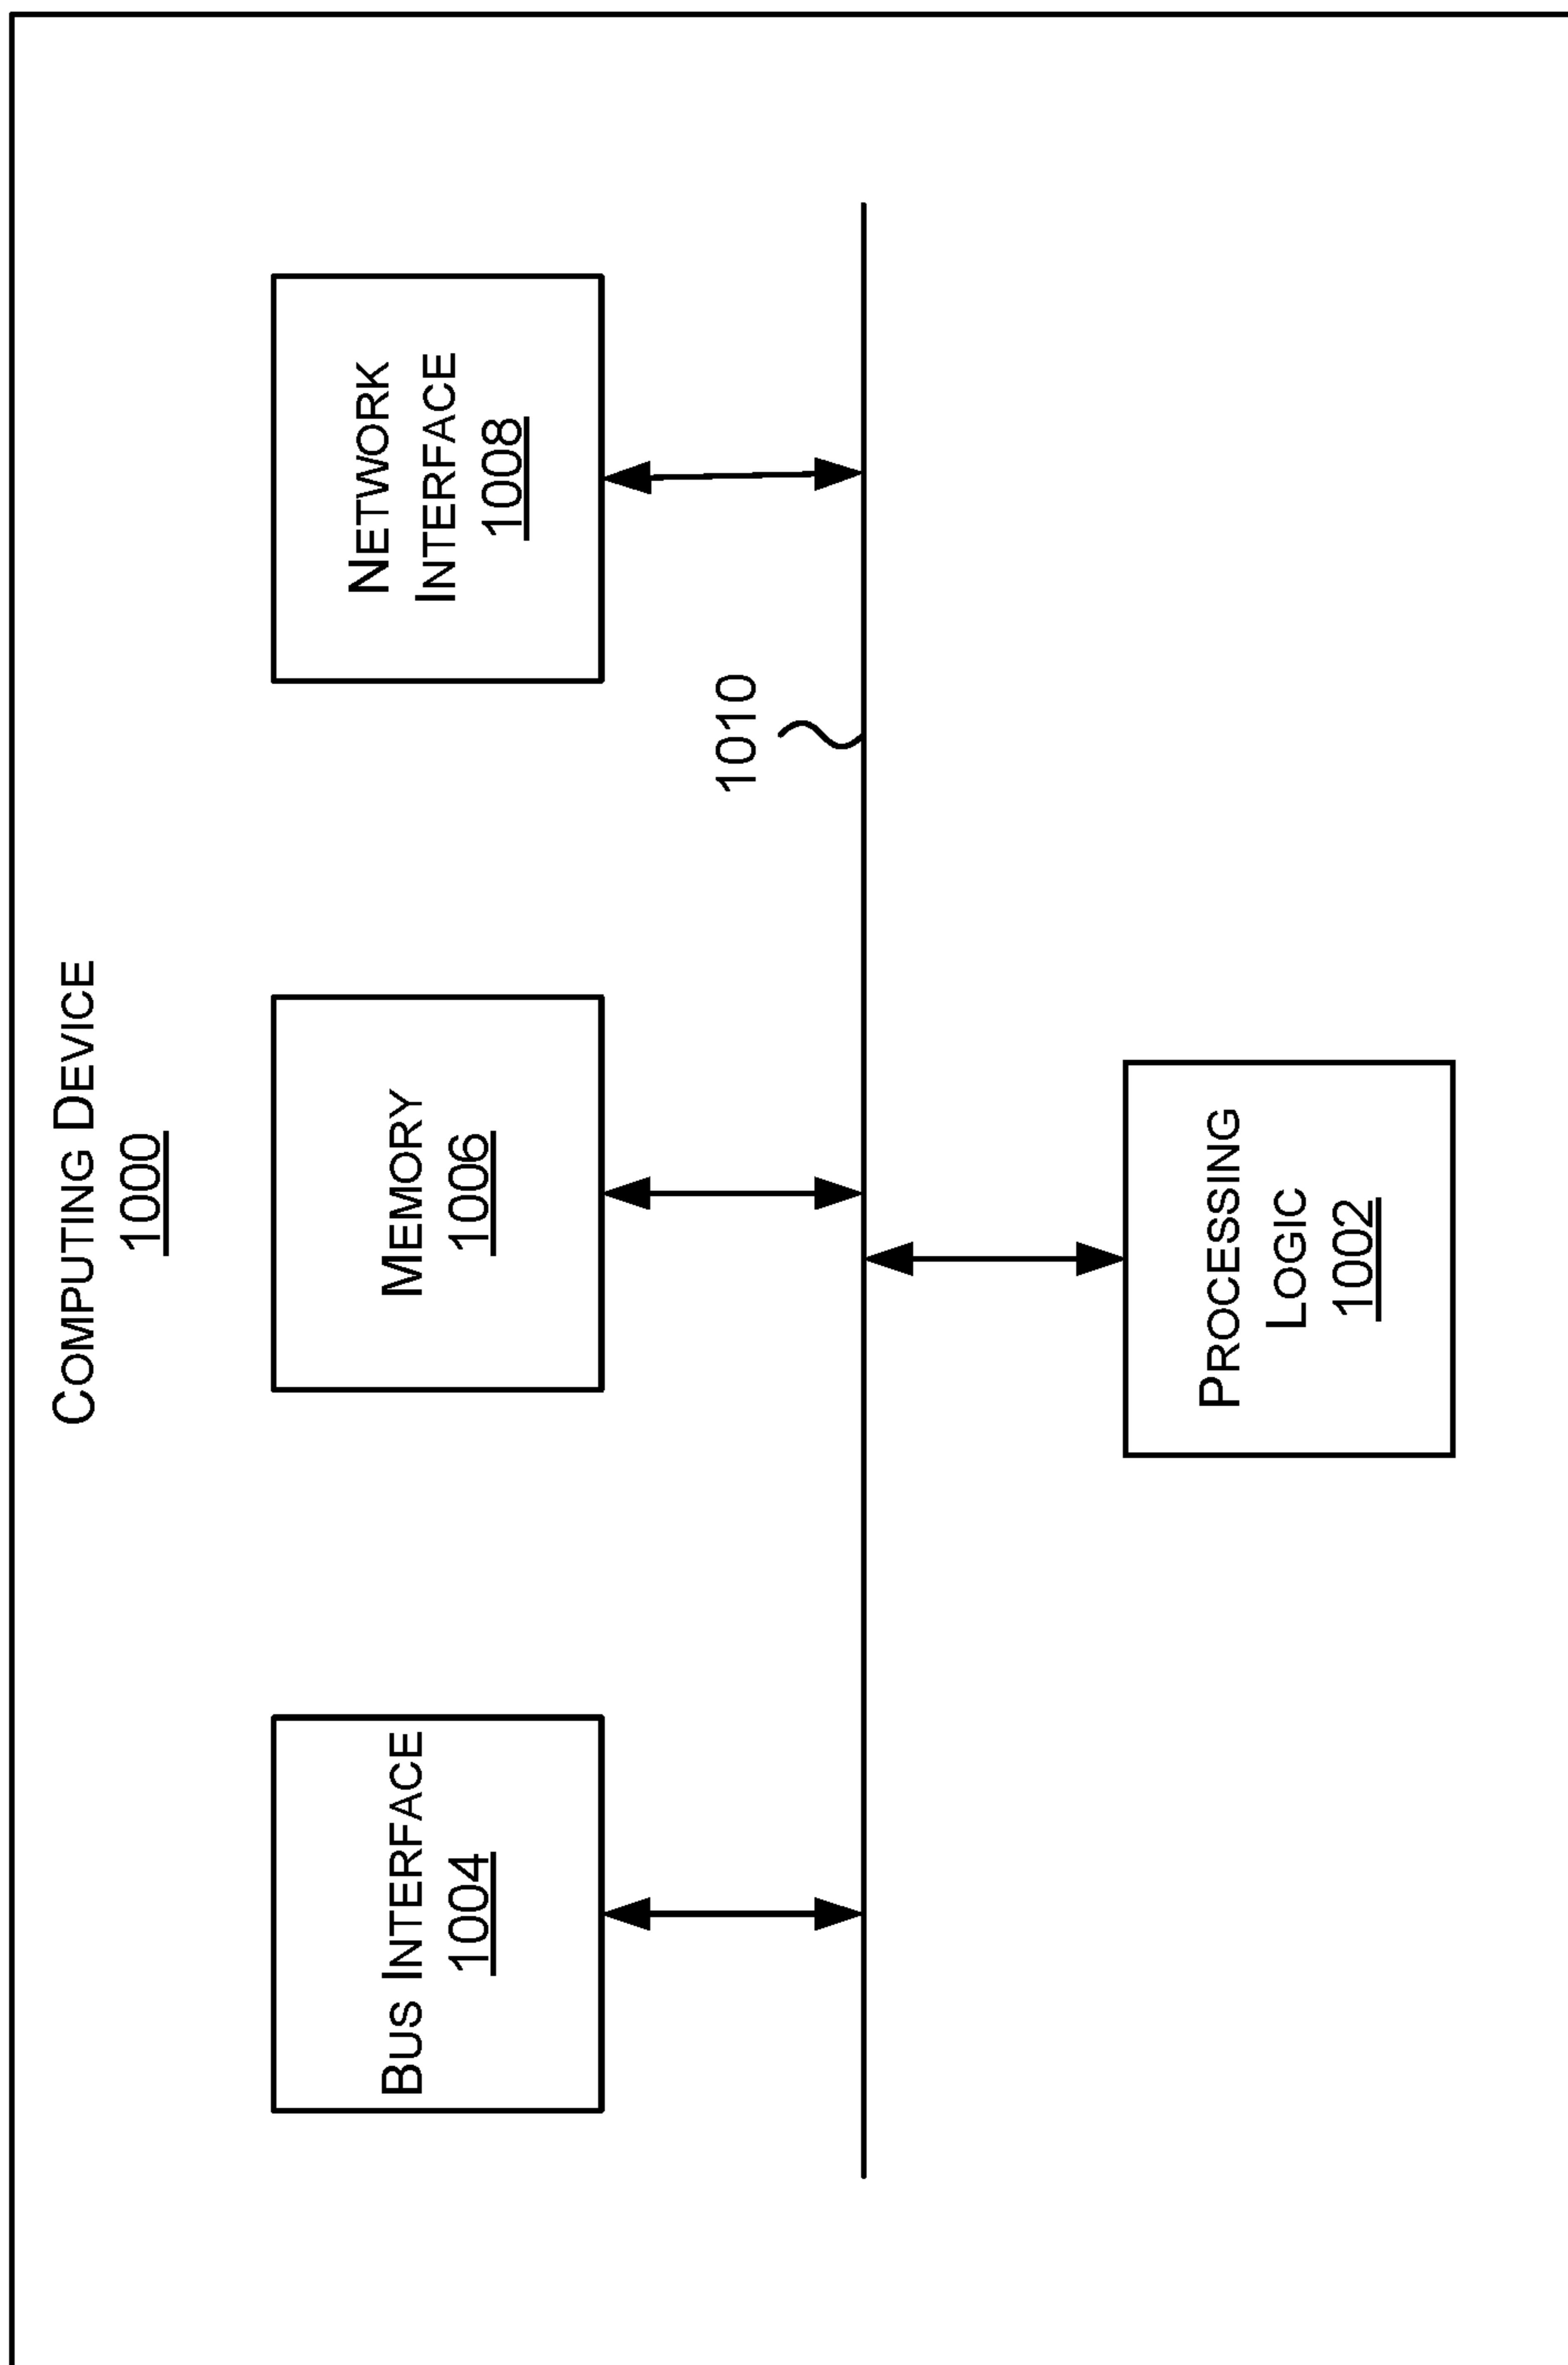 COMPUTING DEVICE
1000
BUS INTERFACE
1004
MEMORY
1006
NETWORK
INTERFACE
1008
1010
PROCESSING
LOGIC
1002